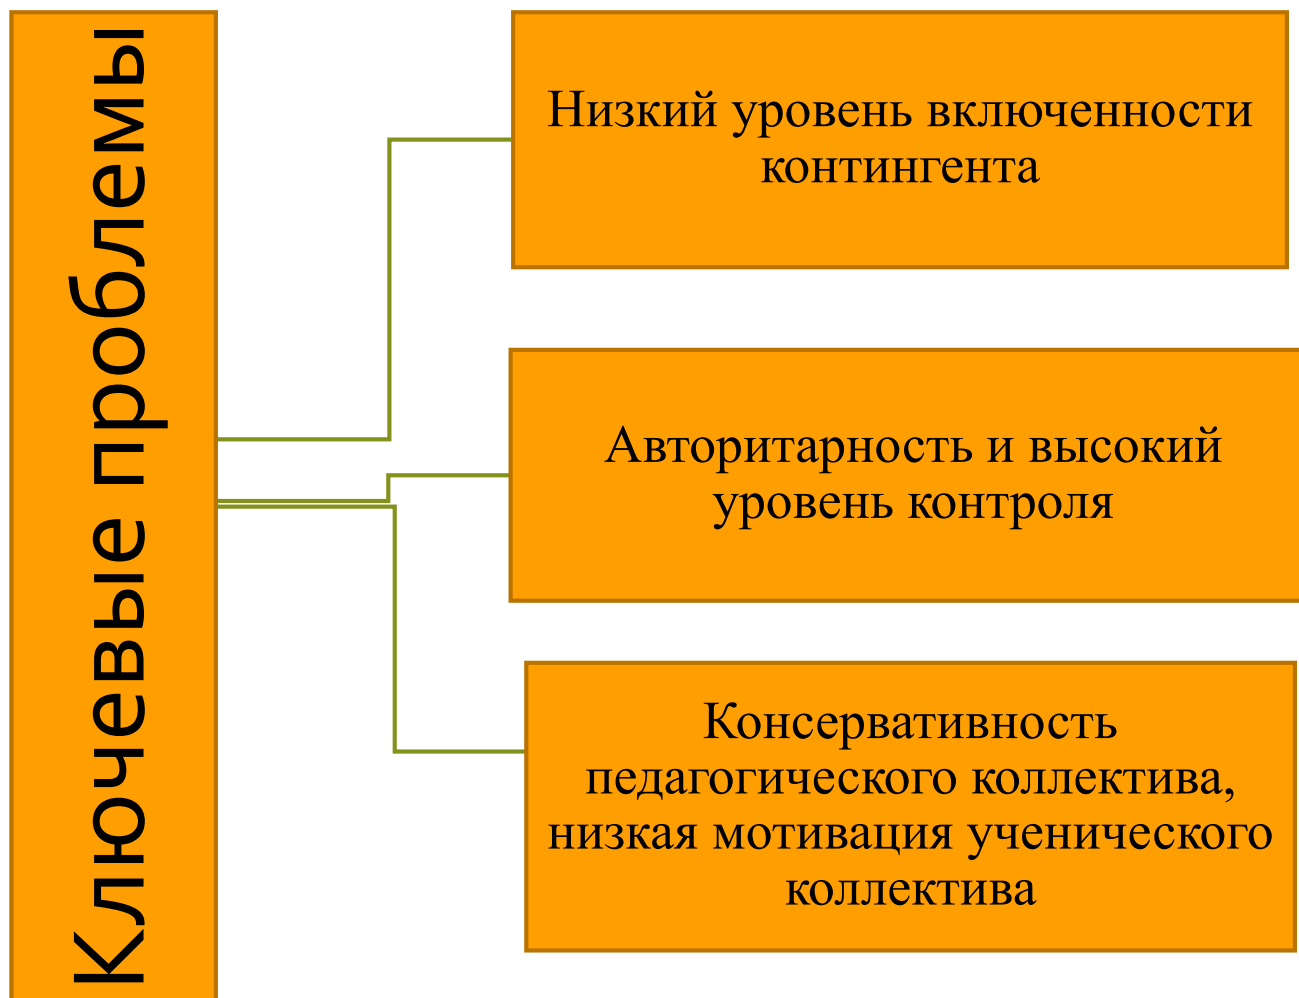 Ключевые проблемы
Низкий уровень включенности
контингента
Авторитарность и высокий
уровень контроля
Консервативность
педагогического коллектива,
низкая мотивация ученического
коллектива